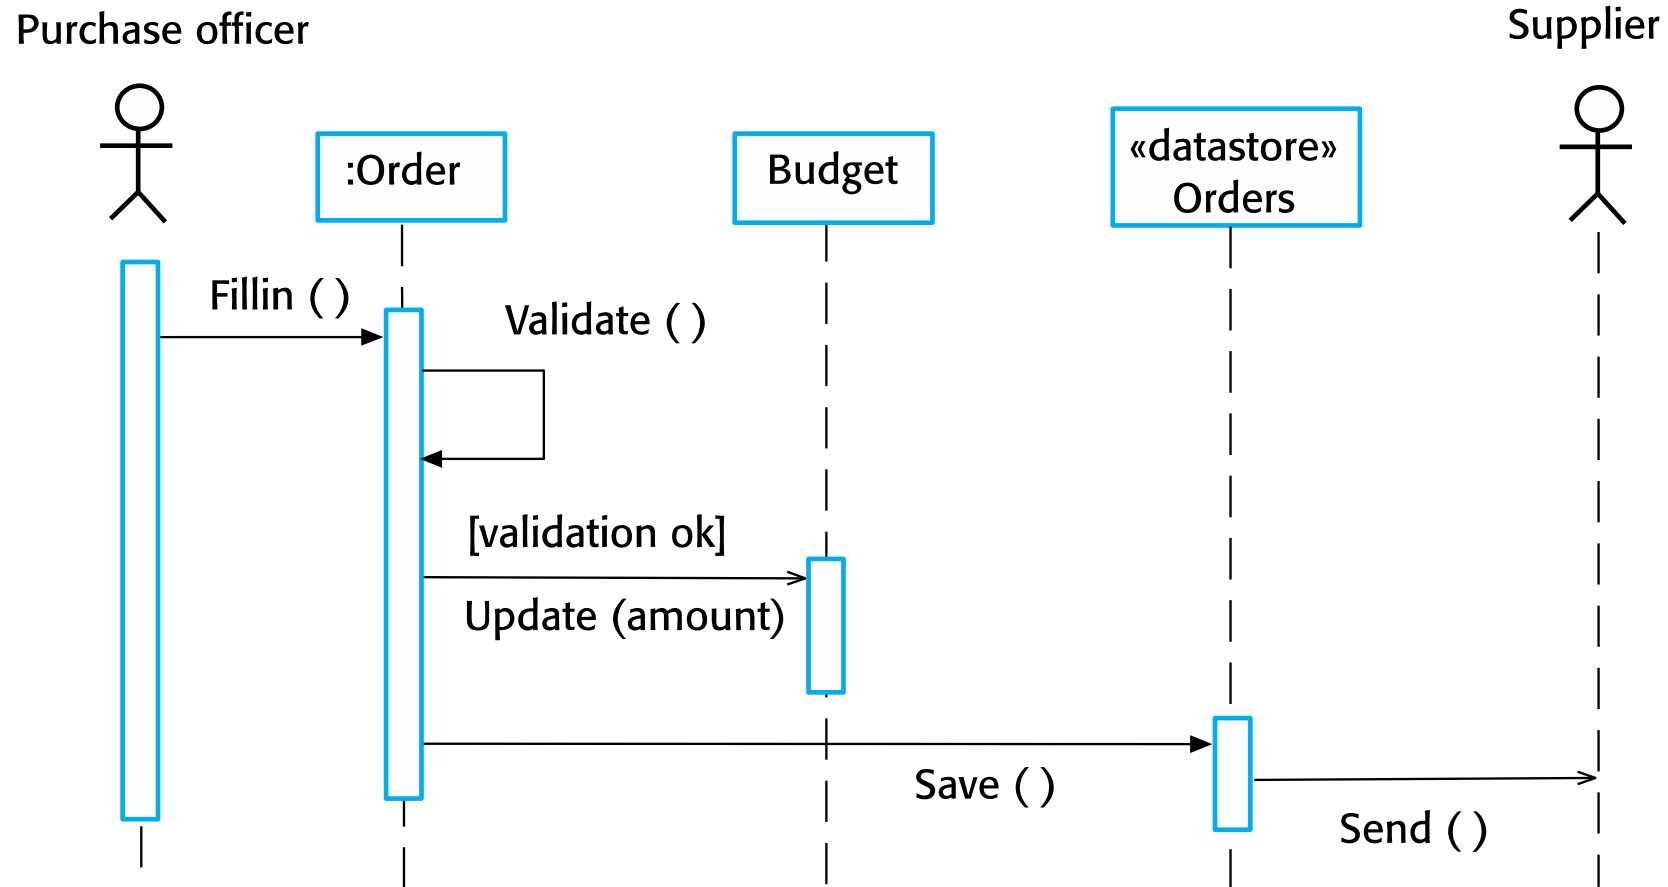 Purchase officer
Supplier
:Order
Budget
«datastore»
Orders
Fillin ( )
Validate ( )
[validation ok]
Update (amount)
Save ( )
Send ( )